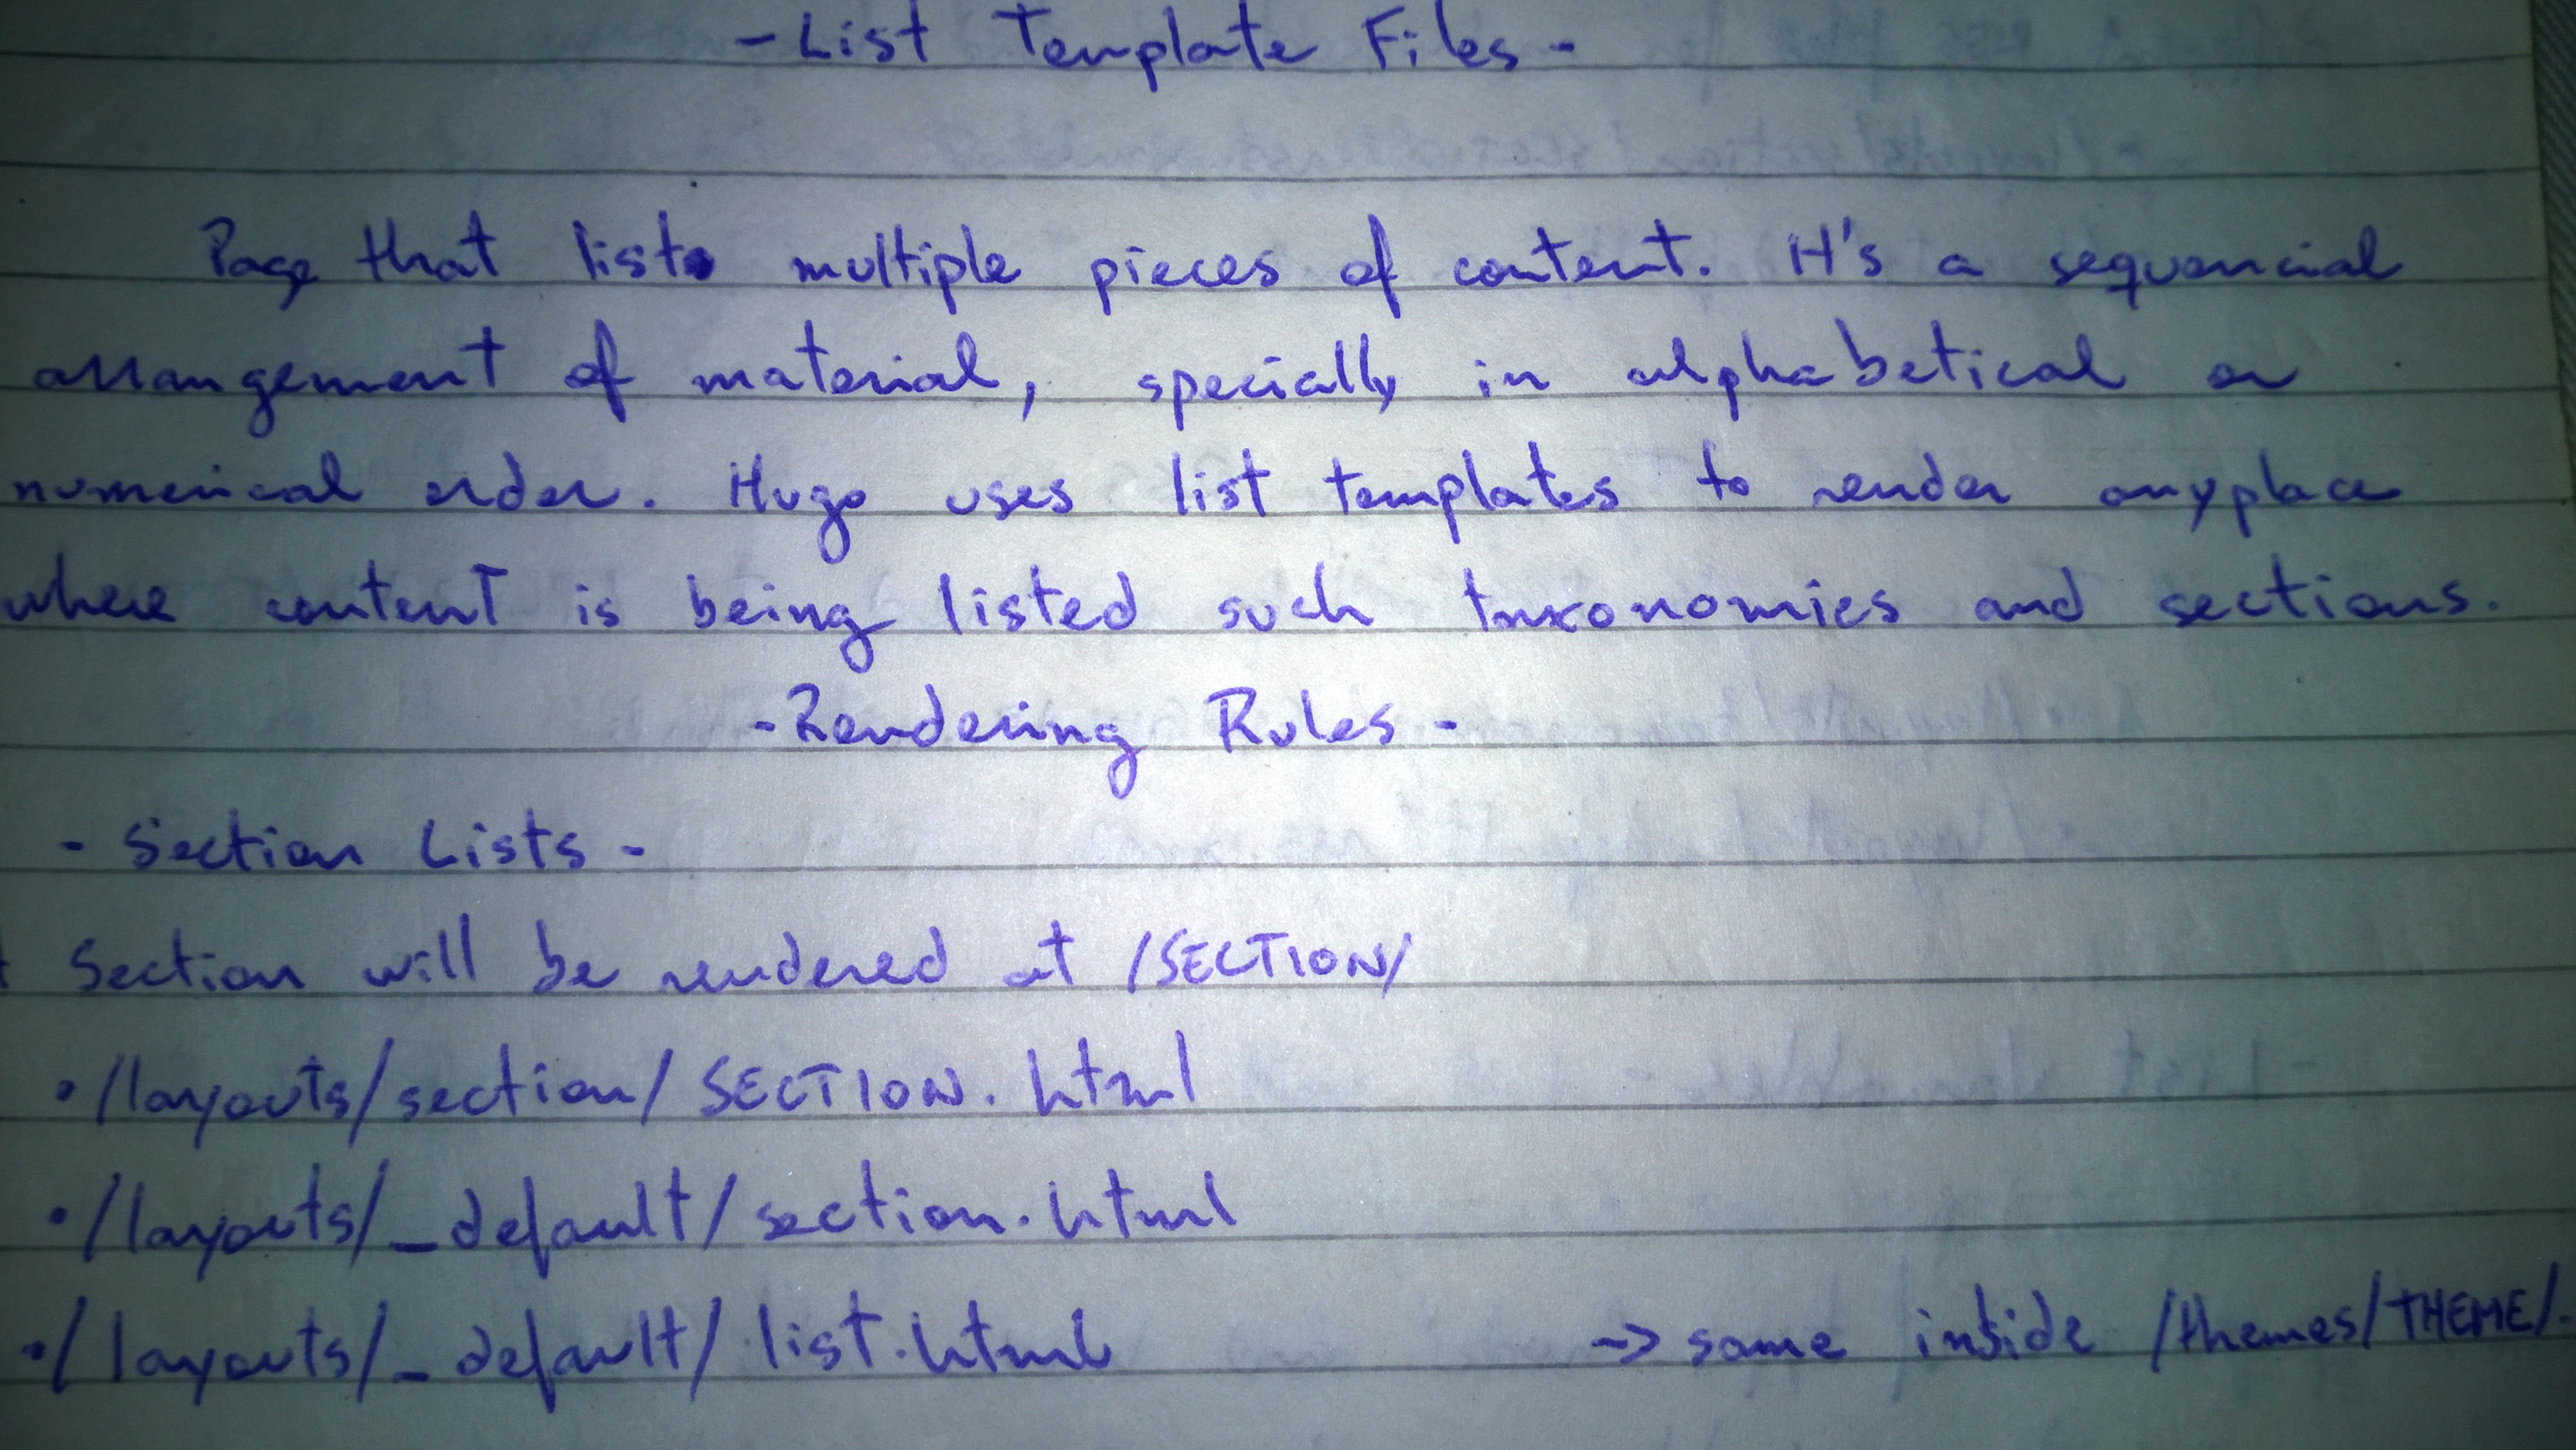 - List Template Files -
Page that lists multiple pieces of content. It's a sequencial
arrangement of material, specially in alphabetical or
numerical order. Hugo uses list templates to render anyplace
where content is being listed such taxonomies and sections.
- Rendering Rules -
- Section Lists -
Section will be rendered at /SECTION/
• /layouts/section/SECTION.html
• /layouts/_default/section.html
• /layouts/_default/list.html → same inside /themes/THEME/.